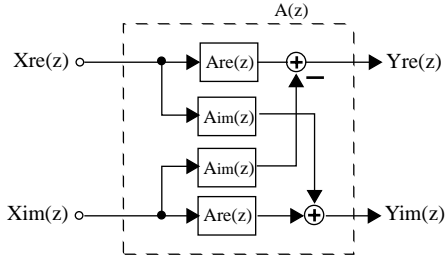 A(z)
Xre(z) Are(z) + − Yre(z)
Aim(z)
Aim(z)
Xim(z) Are(z) + Yim(z)